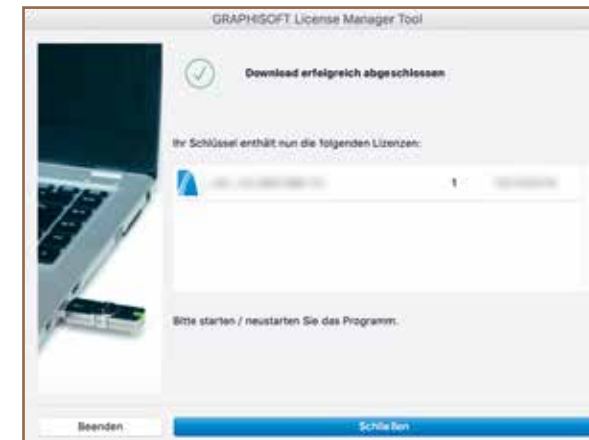 GRAPHISOFT License Manager Tool
Download erfolgreich abgeschlossen
Ihr Schlüssel enthält nun die folgenden Lizenzen:
1
Bitte starten / neustarten Sie das Programm.
Beenden
Schließen